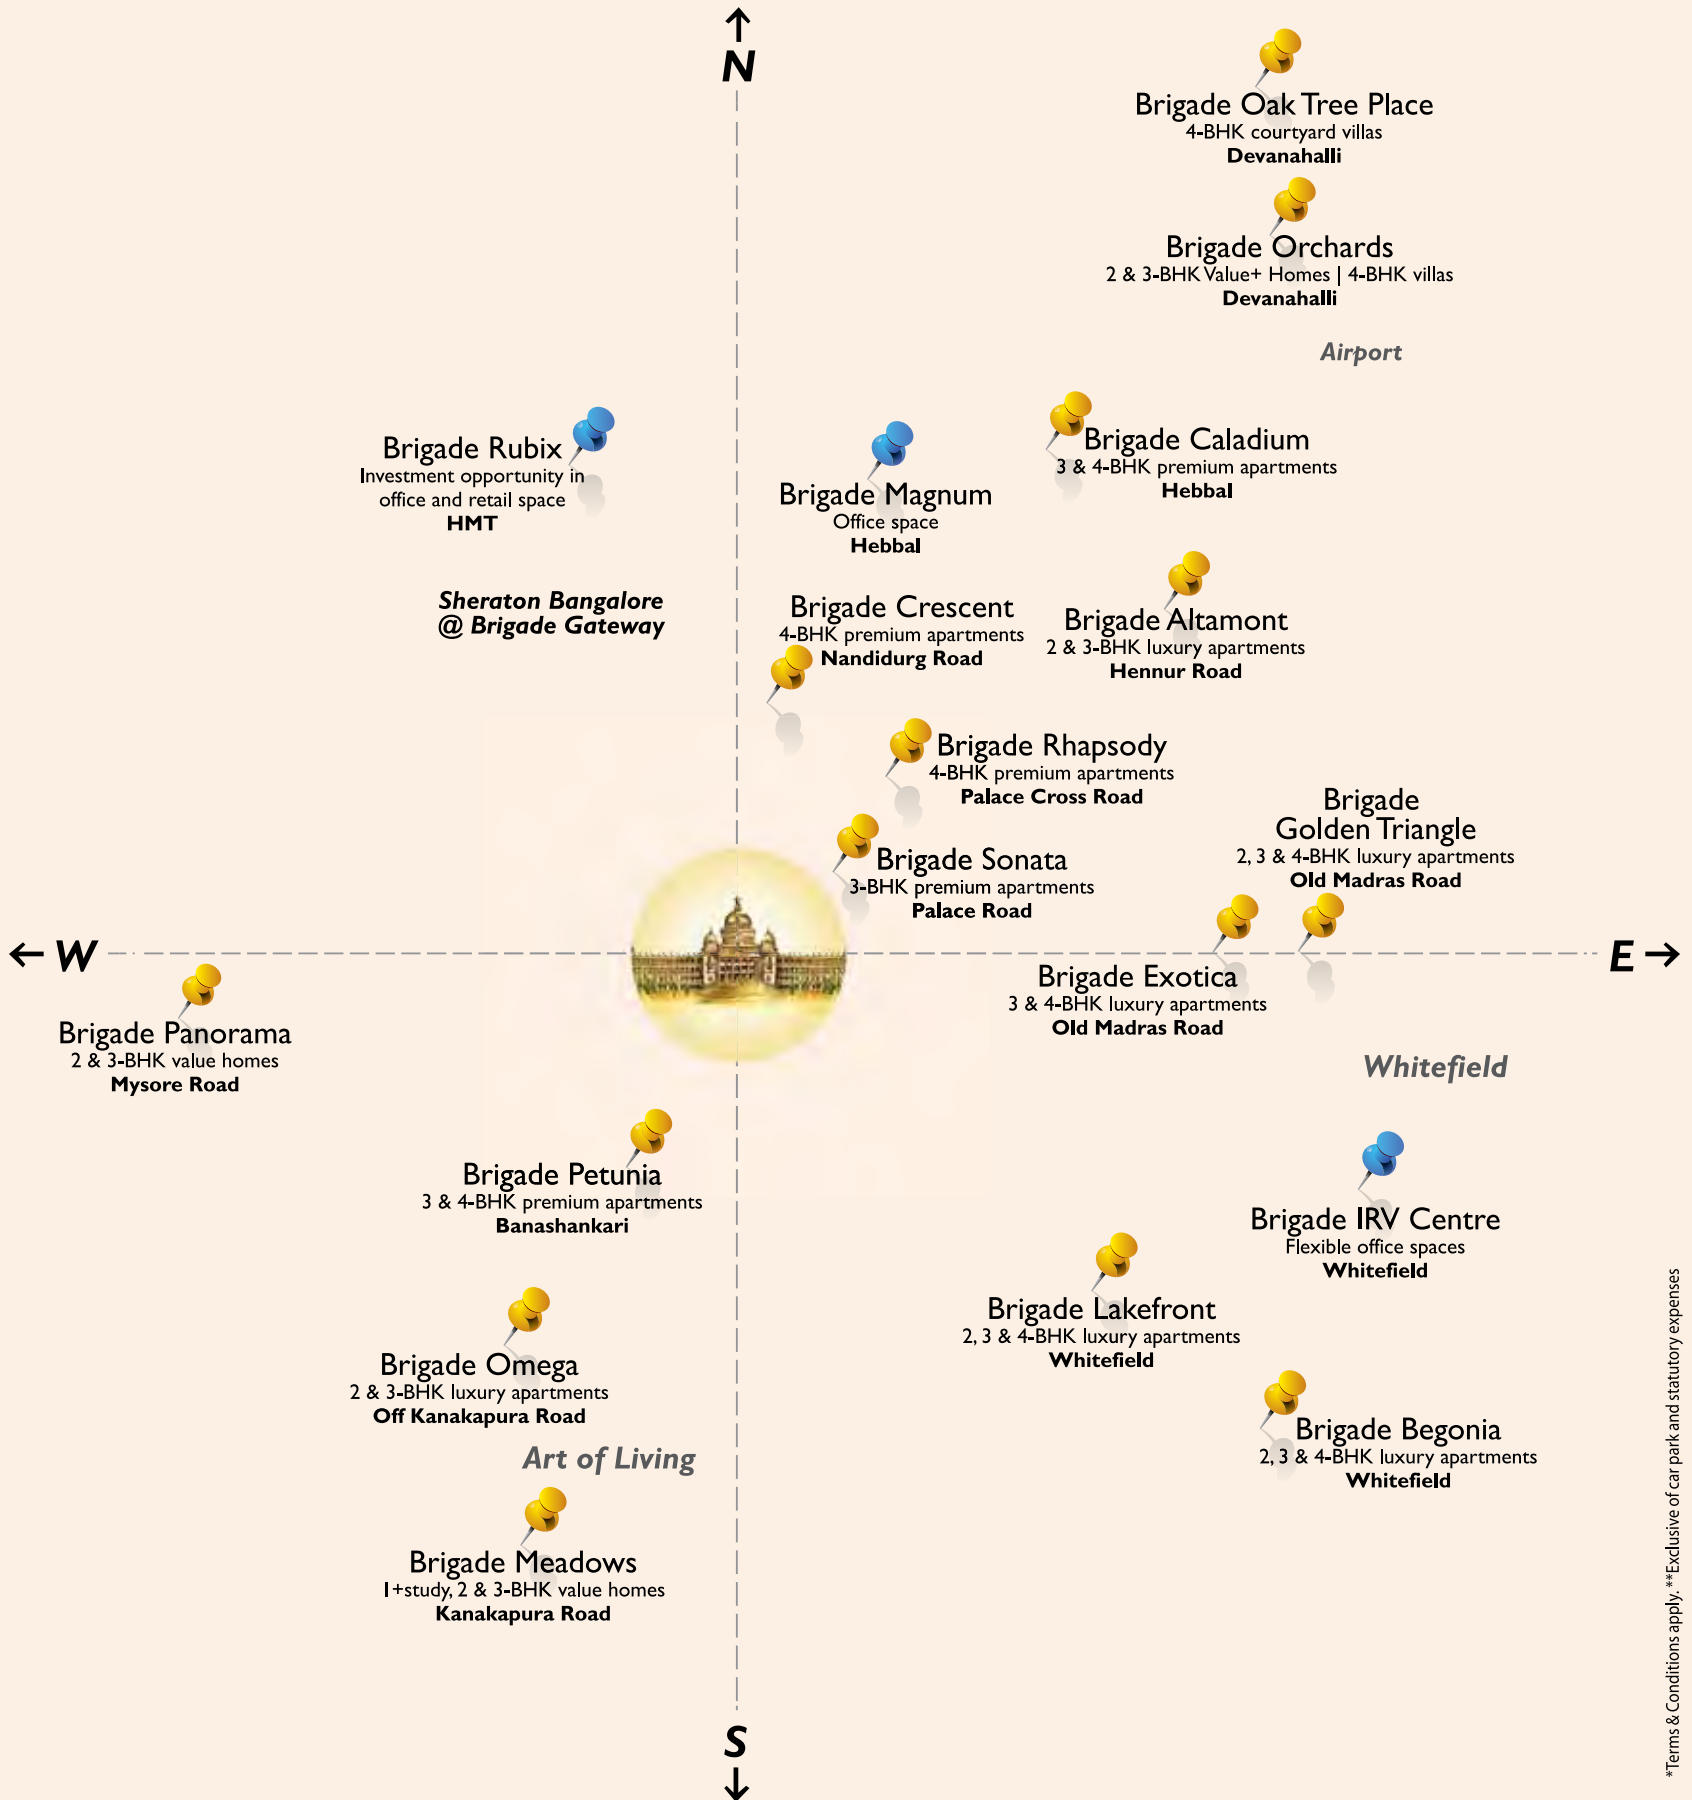 N
Brigade Oak Tree Place
4-BHK courtyard villas
Devanahalli
Brigade Orchards
2 & 3-BHK Value+ Homes | 4-BHK villas
Devanahalli
Airport
Brigade Rubix
Investment opportunity in
office and retail space
HMT
Brigade Magnum
Office space
Hebbal
Brigade Caladium
3 & 4-BHK premium apartments
Hebbal
Sheraton Bangalore
@ Brigade Gateway
Brigade Crescent
4-BHK premium apartments
Nandidurg Road
Brigade Altamont
2 & 3-BHK luxury apartments
Hennur Road
Brigade Rhapsody
4-BHK premium apartments
Palace Cross Road
Brigade
Golden Triangle
2, 3 & 4-BHK luxury apartments
Old Madras Road
Brigade Sonata
3-BHK premium apartments
Palace Road
W
E
Brigade Exotica
3 & 4-BHK luxury apartments
Old Madras Road
Brigade Panorama
2 & 3-BHK value homes
Mysore Road
Whitefield
Brigade Petunia
3 & 4-BHK premium apartments
Banashankari
Brigade IRV Centre
Flexible office spaces
Whitefield
Brigade Lakefront
2, 3 & 4-BHK luxury apartments
Whitefield
Brigade Omega
2 & 3-BHK luxury apartments
Off Kanakapura Road
Brigade Begonia
2, 3 & 4-BHK luxury apartments
Whitefield
Art of Living
Brigade Meadows
1+study, 2 & 3-BHK value homes
Kanakapura Road
S
*Terms & Conditions apply. **Exclusive of car park and statutory expenses